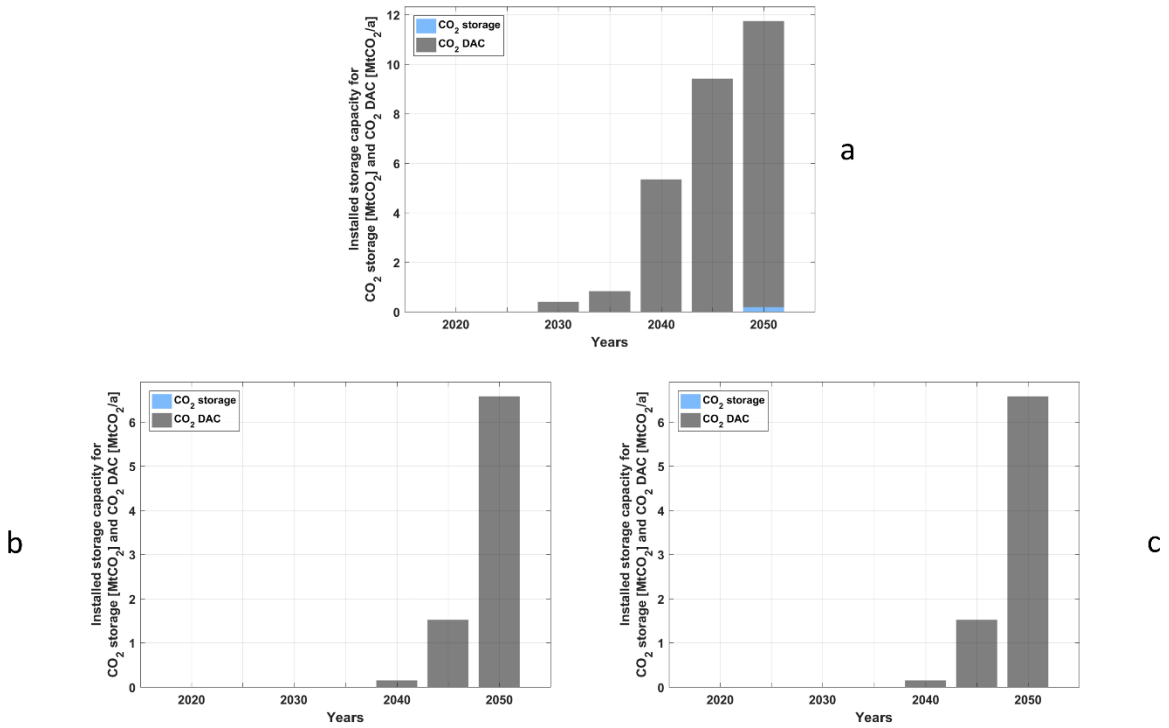 Installed storage capacity for
CO2 storage [MtCO2] and CO2 DAC [MtCO2/a]
12
10
8
6
4
2
0
CO2 storage
CO2 DAC
2020
2030
2040
2050
Years
a
b
Installed storage capacity for
CO2 storage [MtCO2] and CO2 DAC [MtCO2/a]
6
5
4
3
2
1
0
CO2 storage
CO2 DAC
2020
2030
2040
2050
Years
Installed storage capacity for
CO2 storage [MtCO2] and CO2 DAC [MtCO2/a]
6
5
4
3
2
1
0
CO2 storage
CO2 DAC
2020
2030
2040
2050
Years
c